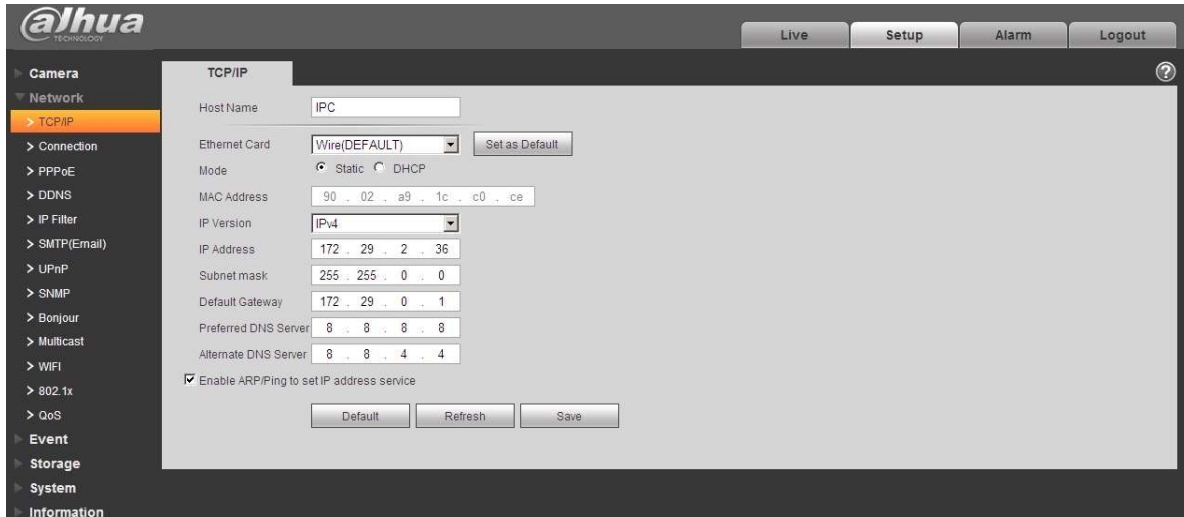 alhua
TECHNOLOGY
Live
Setup
Alarm
Logout
Camera
Network
> TCP/IP
> Connection
> PPPoE
> DDNS
> IP Filter
> SMTP(Email)
> UPnP
> SNMP
> Bonjour
> Multicast
> WIFI
> 802.1x
> QoS
Event
Storage
System
Information
TCP/IP
?
Host Name IPC
Ethernet Card Wire(DEFAULT) Set as Default
Mode Static DHCP
MAC Address 90 . 02 . a9 . 1c . c0 . ce
IP Version IPv4
IP Address 172 . 29 . 2 . 36
Subnet mask 255 . 255 . 0 . 0
Default Gateway 172 . 29 . 0 . 1
Preferred DNS Server 8 . 8 . 8 . 8
Alternate DNS Server 8 . 8 . 4 . 4
Enable ARP/Ping to set IP address service
Default Refresh Save